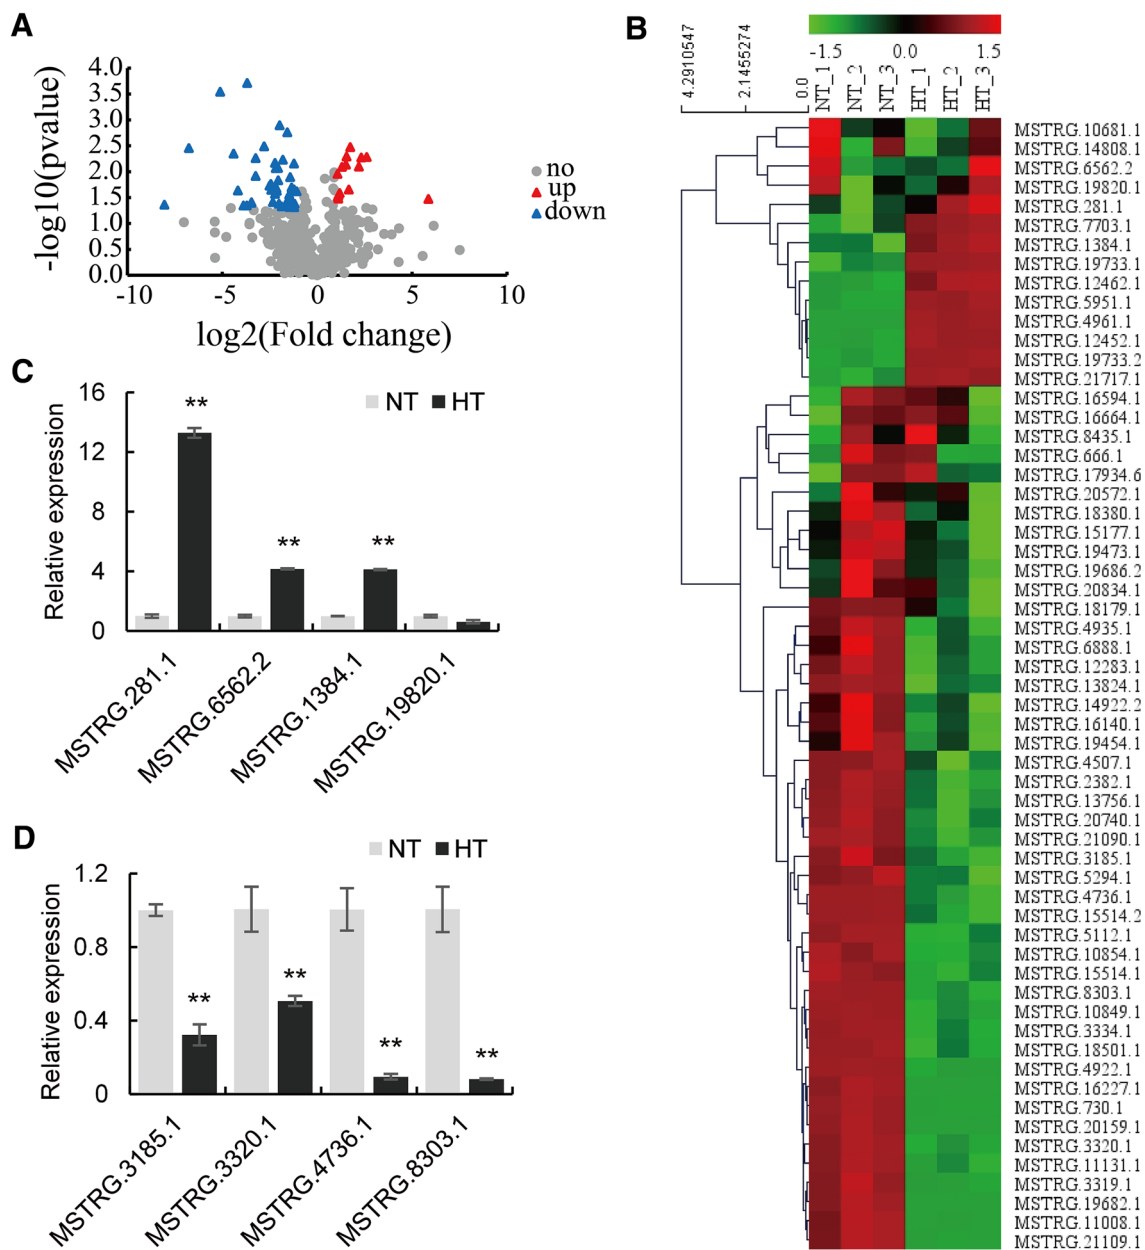 A
4.0
3.5
3.0
2.5
2.0
1.5
1.0
0.5
0.0
-log10(pvalue)
-10
-5
0
5
10
log2(Fold change)
no
up
down
B
4.2910547
2.1455274
0.0
-1.5
0.0
1.5
NT_1
NT_2
NT_3
HT_1
HT_2
HT_3
MSTRG.10681.1
MSTRG.14808.1
MSTRG.6562.2
MSTRG.19820.1
MSTRG.281.1
MSTRG.7703.1
MSTRG.1384.1
MSTRG.19733.1
MSTRG.12462.1
MSTRG.5951.1
MSTRG.4961.1
MSTRG.12452.1
MSTRG.19733.2
MSTRG.21717.1
MSTRG.16594.1
MSTRG.16664.1
MSTRG.8435.1
MSTRG.666.1
MSTRG.17934.6
MSTRG.20572.1
MSTRG.18380.1
MSTRG.15177.1
MSTRG.19473.1
MSTRG.19686.2
MSTRG.20834.1
MSTRG.18179.1
MSTRG.4935.1
MSTRG.6888.1
MSTRG.12283.1
MSTRG.13824.1
MSTRG.14922.2
MSTRG.16140.1
MSTRG.19454.1
MSTRG.4507.1
MSTRG.2382.1
MSTRG.13756.1
MSTRG.20740.1
MSTRG.21090.1
MSTRG.3185.1
MSTRG.5294.1
MSTRG.4736.1
MSTRG.15514.2
MSTRG.5112.1
MSTRG.10854.1
MSTRG.15514.1
MSTRG.8303.1
MSTRG.10849.1
MSTRG.3334.1
MSTRG.18501.1
MSTRG.4922.1
MSTRG.16227.1
MSTRG.730.1
MSTRG.20159.1
MSTRG.3320.1
MSTRG.11131.1
MSTRG.3319.1
MSTRG.19682.1
MSTRG.11008.1
MSTRG.21109.1
C
16
12
8
4
0
Relative expression
NT
HT
**
**
**
MSTRG.281.1
MSTRG.6562.2
MSTRG.1384.1
MSTRG.19820.1
D
1.2
0.8
0.4
0
Relative expression
NT
HT
**
**
**
**
MSTRG.3185.1
MSTRG.3320.1
MSTRG.4736.1
MSTRG.8303.1